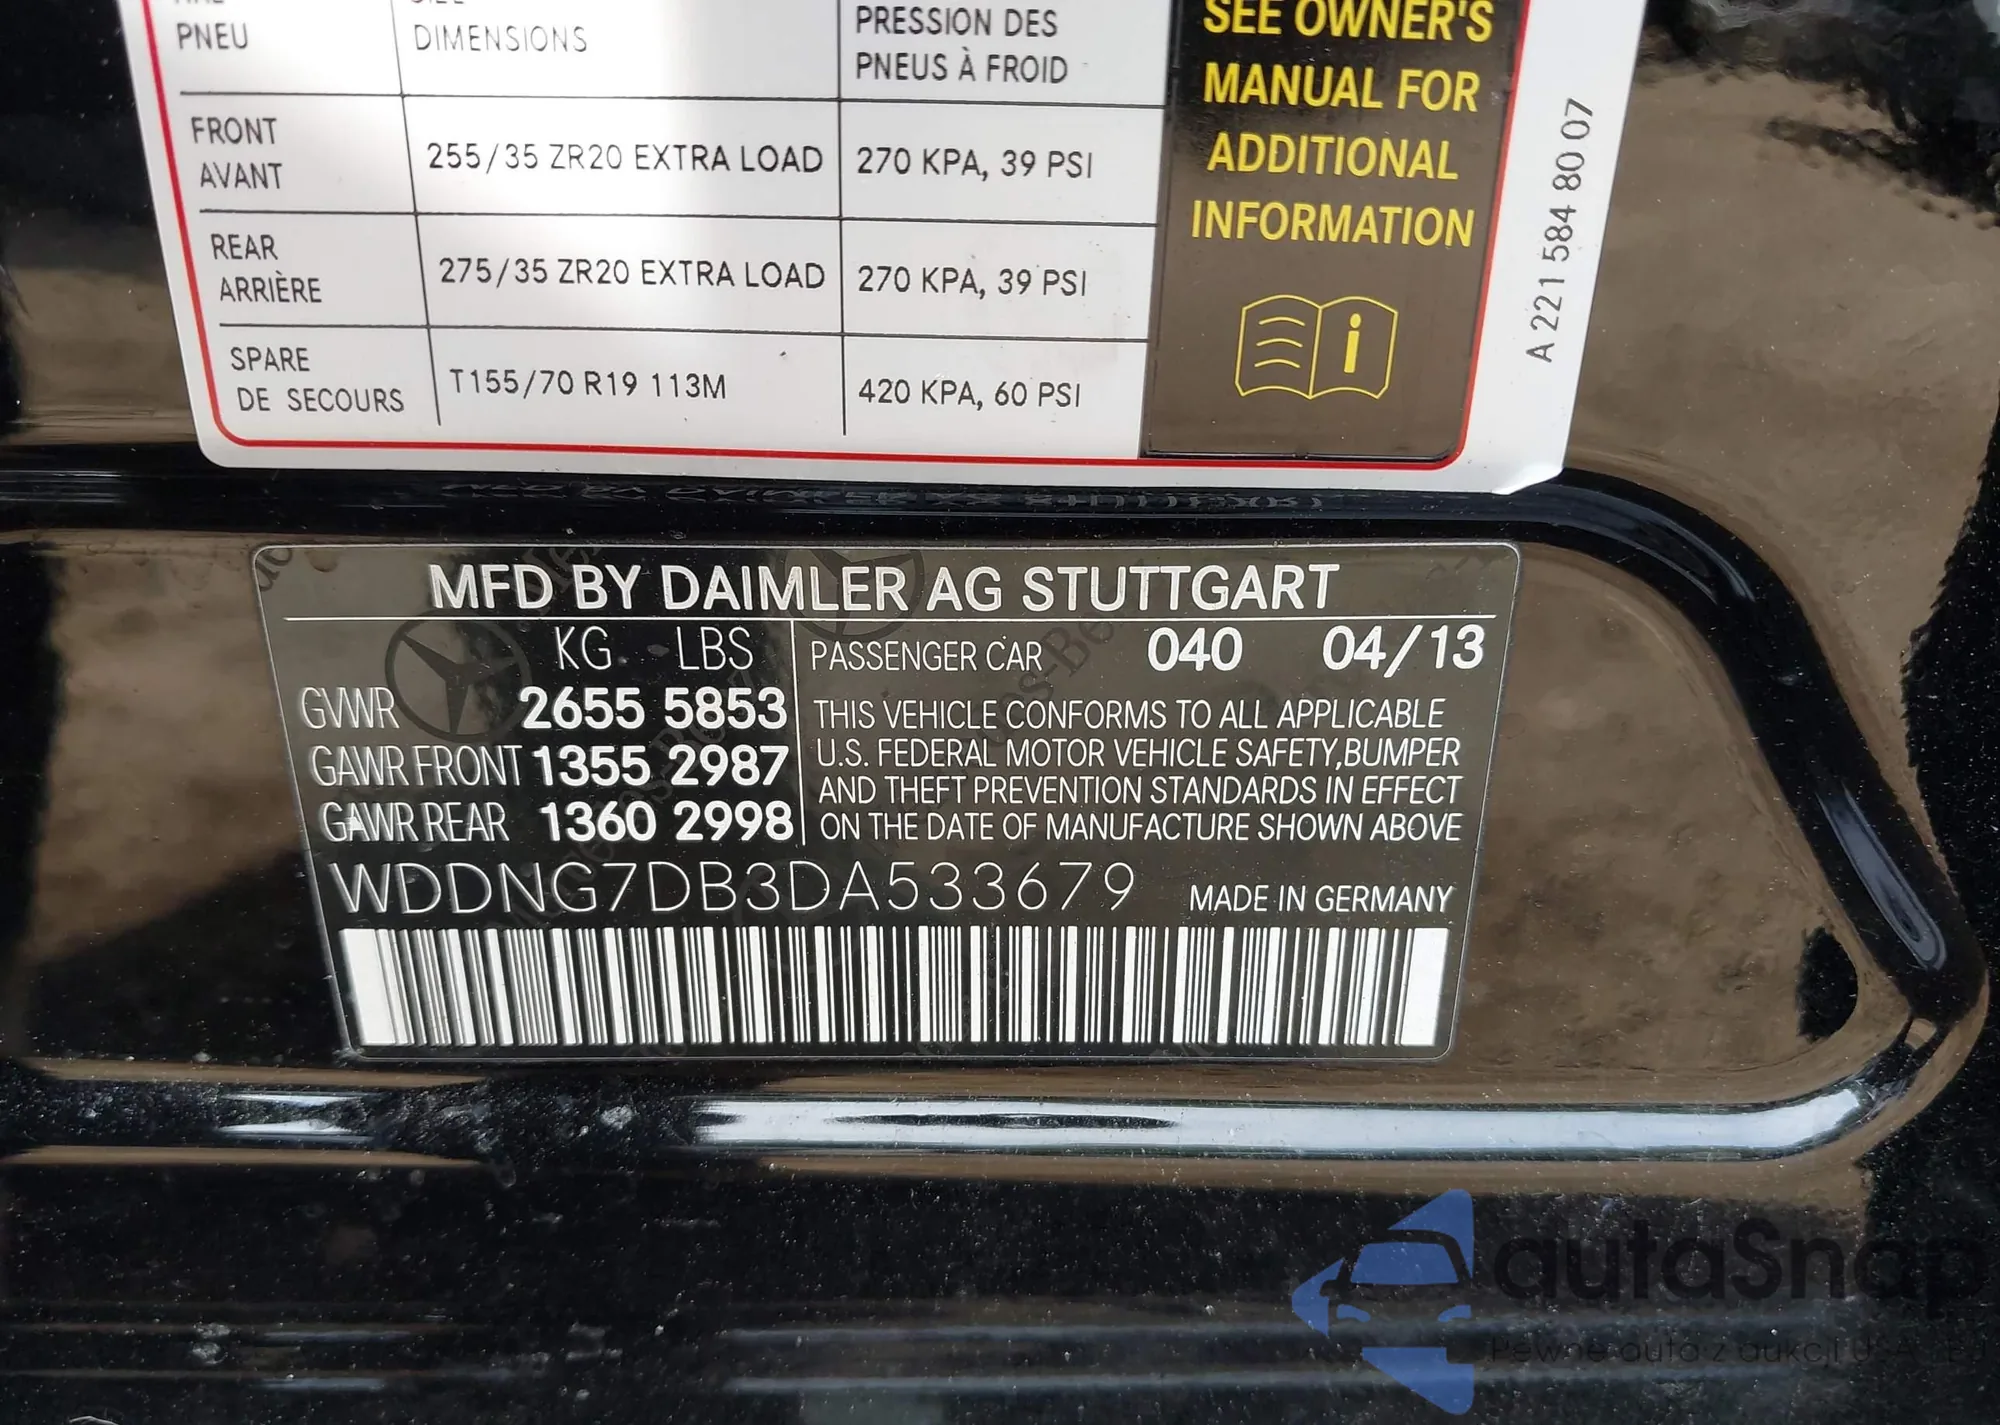 PNEU
DIMENSIONS
PRESSION DES
PNEUS À FROID
FRONT
AVANT
255/35 ZR20 EXTRA LOAD
270 KPA, 39 PSI
REAR
ARRIÈRE
275/35 ZR20 EXTRA LOAD
270 KPA, 39 PSI
SPARE
DE SECOURS
T155/70 R19 113M
420 KPA, 60 PSI
SEE OWNER'S
MANUAL FOR
ADDITIONAL
INFORMATION
A 221 584 80 07
MFD BY DAIMLER AG STUTTGART
KG LBS
GVWR 2655 5853
GAWR FRONT 1355 2987
GAWR REAR 1360 2998
PASSENGER CAR 040 04/13
THIS VEHICLE CONFORMS TO ALL APPLICABLE
U.S. FEDERAL MOTOR VEHICLE SAFETY,BUMPER
AND THEFT PREVENTION STANDARDS IN EFFECT
ON THE DATE OF MANUFACTURE SHOWN ABOVE
WDDNG7DB3DA533679 MADE IN GERMANY
autaSnap
Pewne auta z aukcji USA